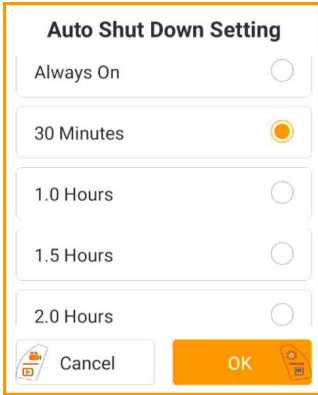 Auto Shut Down Setting
Always On
30 Minutes
1.0 Hours
1.5 Hours
2.0 Hours
Cancel
OK